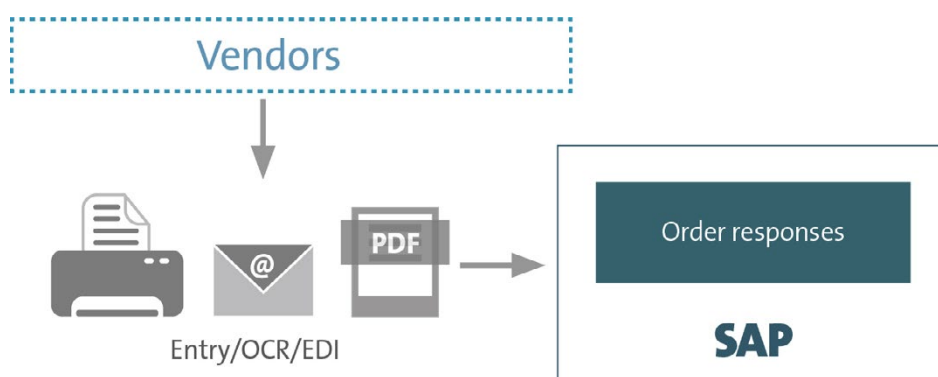 Vendors
@
PDF
Entry/OCR/EDI
Order responses
SAP